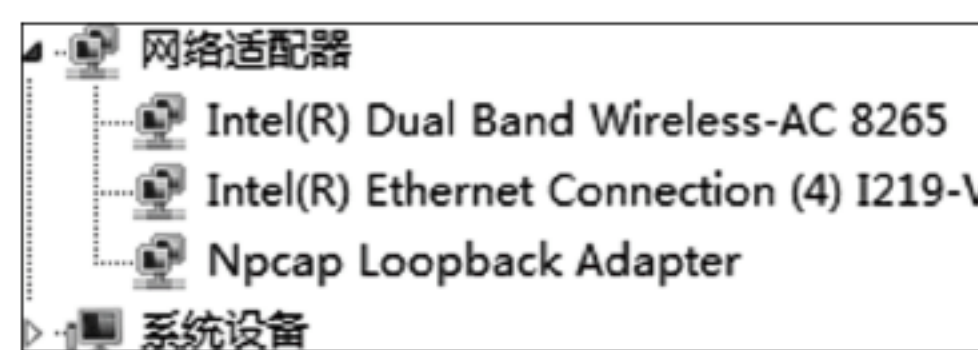 网络适配器
Intel(R) Dual Band Wireless-AC 8265
Intel(R) Ethernet Connection (4) I219-V
Npcap Loopback Adapter
系统设备